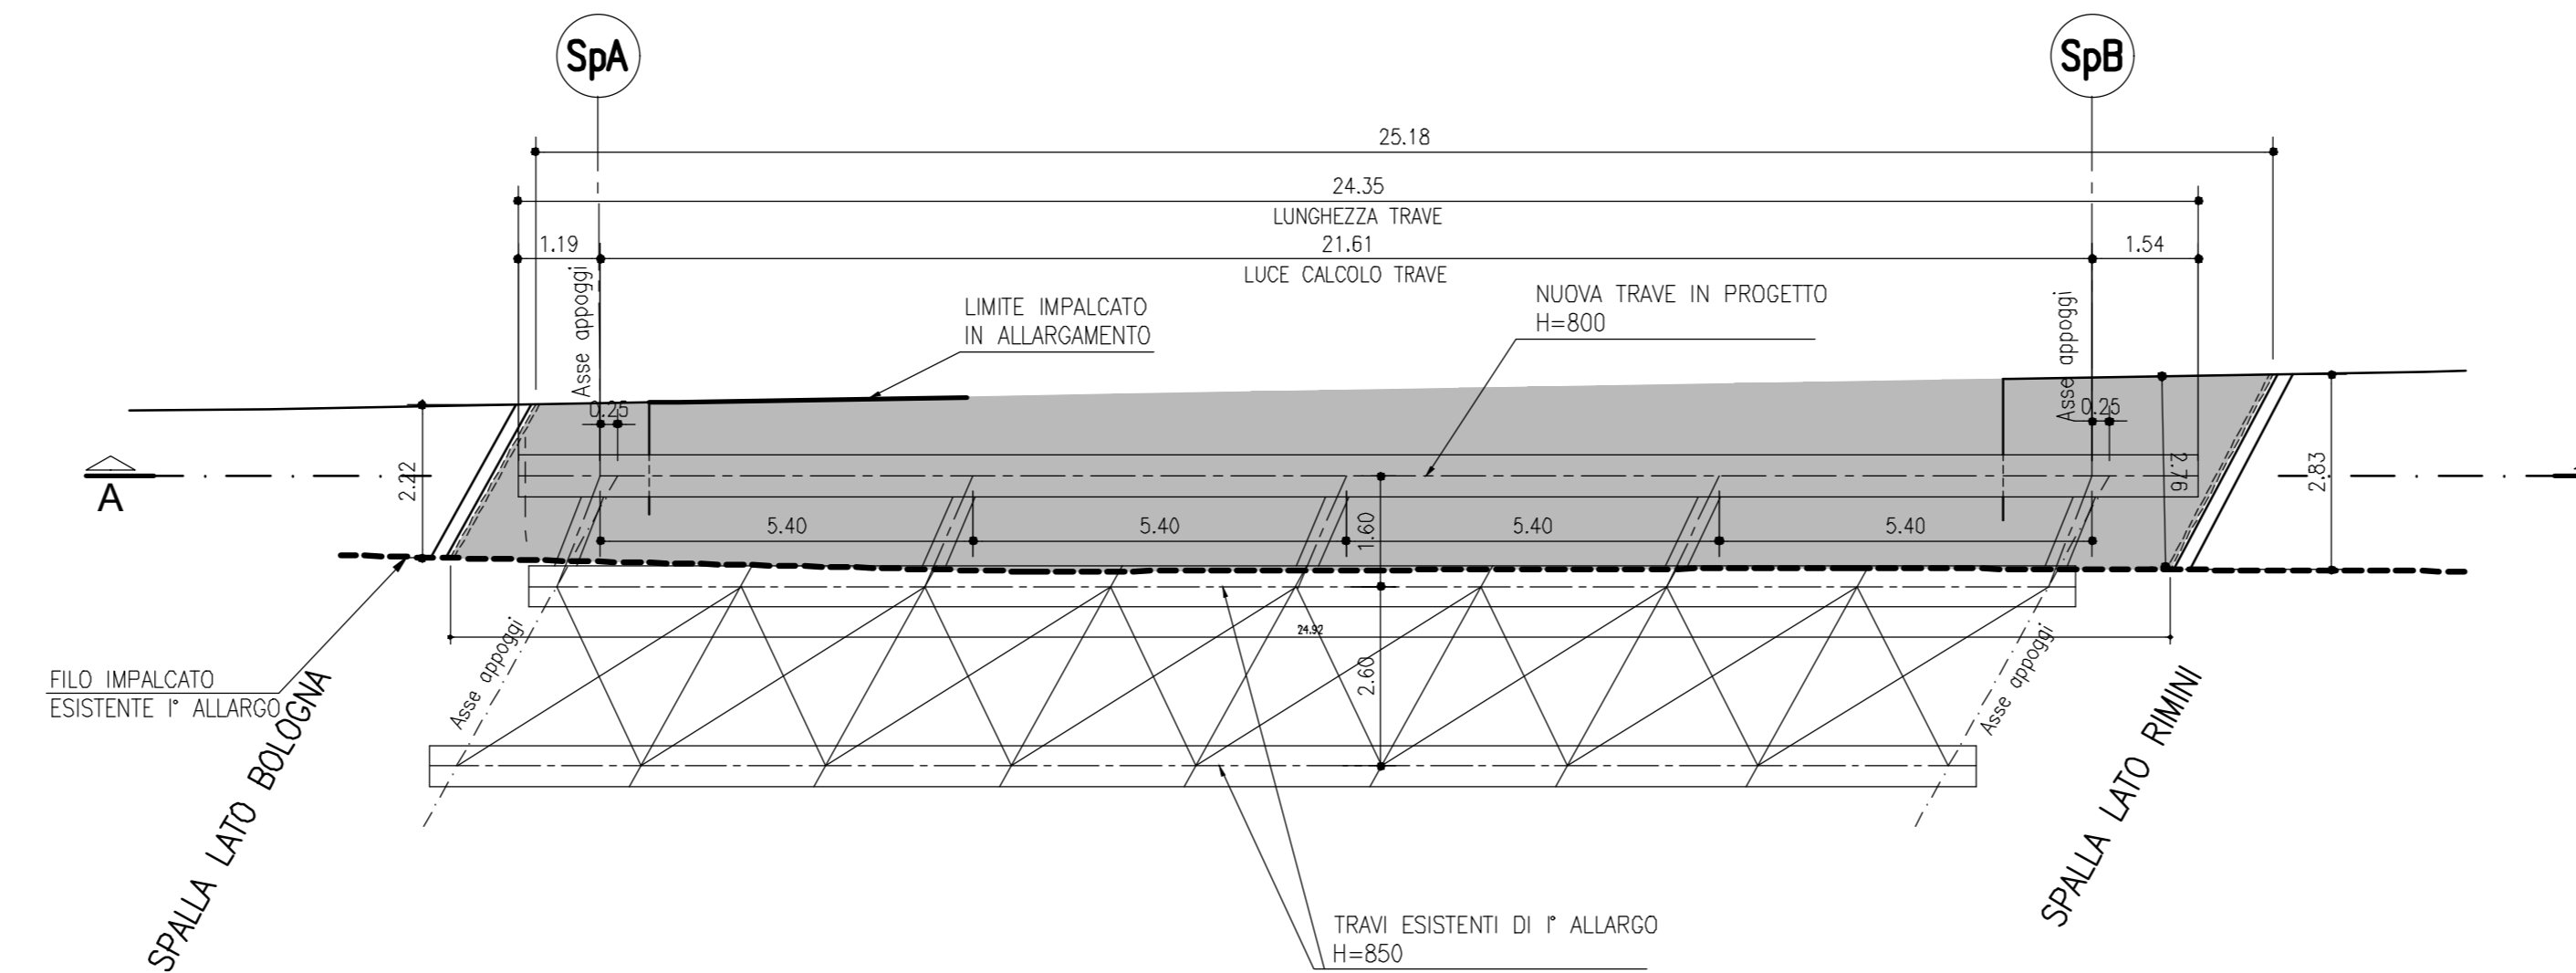 SpA
SpB
25.18
24.35
LUNGHEZZA TRAVE
1.19
21.61
1.54
LUCE CALCOLO TRAVE
Asse appoggi
Asse appoggi
LIMITE IMPALCATO
IN ALLARGAMENTO
NUOVA TRAVE IN PROGETTO
H=800
0.25
0.25
2.22
2.76
2.83
A
5.40
5.40
1.60
5.40
5.40
24.92
2.60
Asse appoggi
Asse appoggi
FILO IMPALCATO
ESISTENTE I° ALLARGO
SPALLA LATO BOLOGNA
SPALLA LATO RIMINI
TRAVI ESISTENTI DI I° ALLARGO
H=850